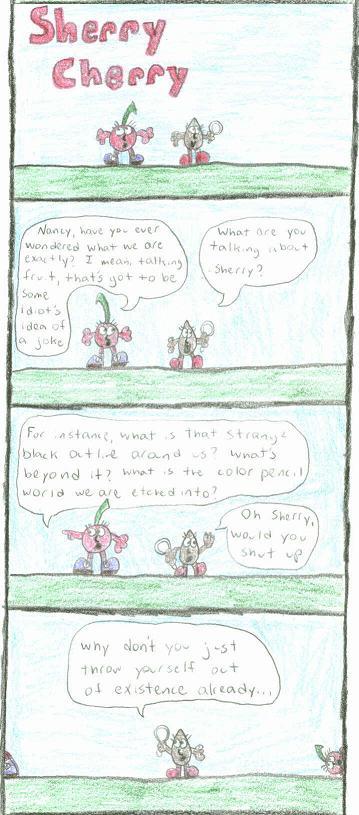 Sherry
Cherry
Nancy, have you ever
wondered what we are
exactly? I mean, talking
fruit, that's got to be
some
idiot's
idea of
a joke
What are you
talking about
Sherry?
For instance, what is that strange
black outline around us? What's
beyond it? What is the color pencil
world we are etched into?
Oh Sherry,
would you
shut up
why don't you just
throw yourself out
of existence already...